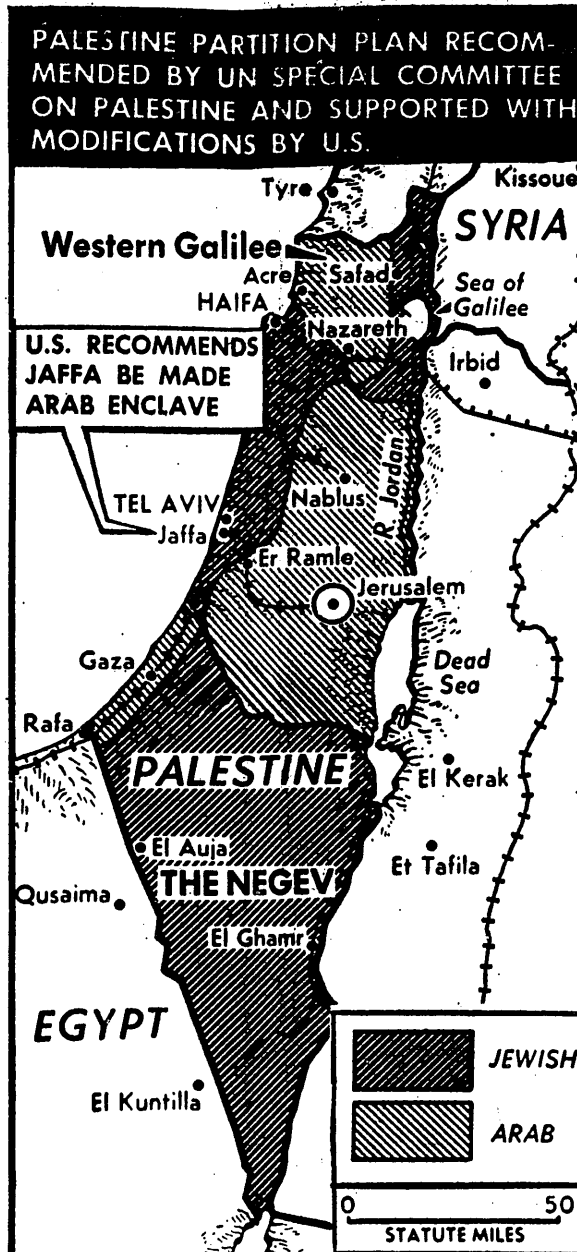 PALESTINE PARTITION PLAN RECOM-
MENDED BY UN SPECIAL COMMITTEE
ON PALESTINE AND SUPPORTED WITH
MODIFICATIONS BY U.S.
Tyre
Kissoue
SYRIA
Western Galilee
Acre
Safad
Sea of
Galilee
HAIFA
Nazareth
U.S. RECOMMENDS
JAFFA BE MADE
ARAB ENCLAVE
Irbid
R. Jordan
Nablus
TEL AVIV
Jaffa
Er Ramle
Jerusalem
Gaza
Dead
Sea
Rafa
PALESTINE
El Kerak
El Auja
Et Tafila
THE NEGEV
Qusaima
El Ghamr
EGYPT
El Kuntilla
JEWISH
ARAB
0 50
STATUTE MILES